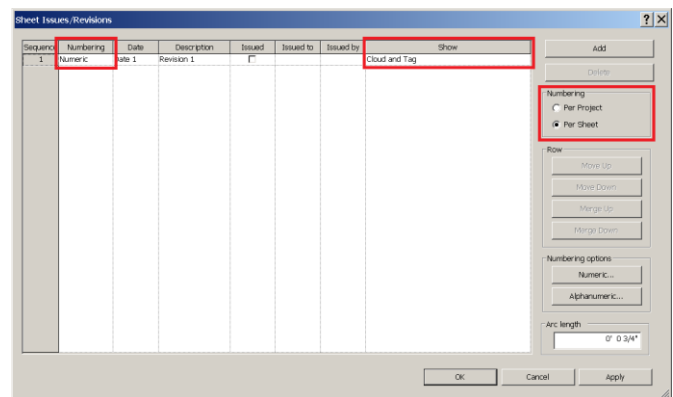 Sheet Issues/Revisions
Sequence Numbering Date Description Issued Issued to Issued by Show
1 Numeric Date 1 Revision 1 Cloud and Tag
Add
Delete
Numbering
Per Project
Per Sheet
Row
Move Up
Move Down
Merge Up
Merge Down
Numbering options
Numeric...
Alphanumeric...
Arc length
0' 0 3/4"
OK Cancel Apply